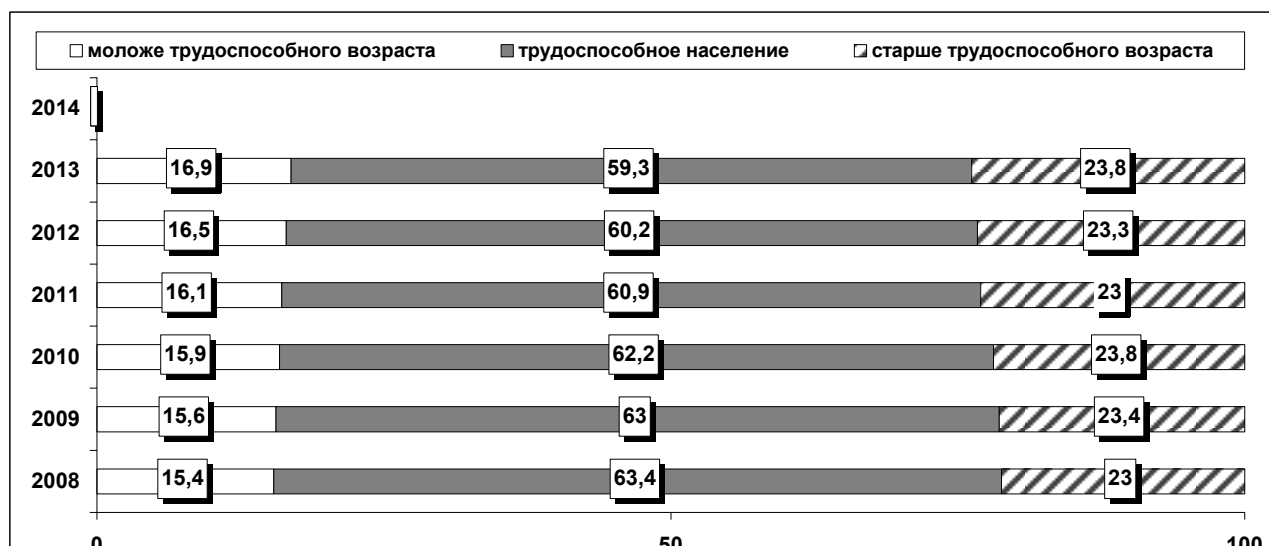 моложе трудоспособного возраста трудоспособное население старше трудоспособного возраста
2014
2013 16,9 59,3 23,8
2012 16,5 60,2 23,3
2011 16,1 60,9 23
2010 15,9 62,2 23,8
2009 15,6 63 23,4
2008 15,4 63,4 23
0 50 100